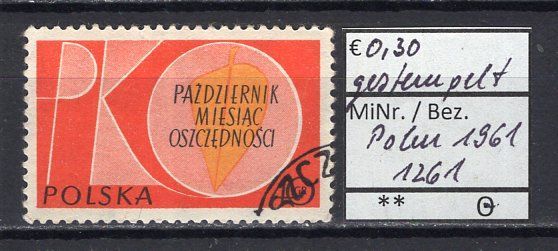 PKO
PAŹDZIERNIK
MIESIĄC
OSZCZĘDNOŚCI
POLSKA
€ 0,30
gestempelt
MiNr. / Bez.
Polen 1961
1261
** ⊙